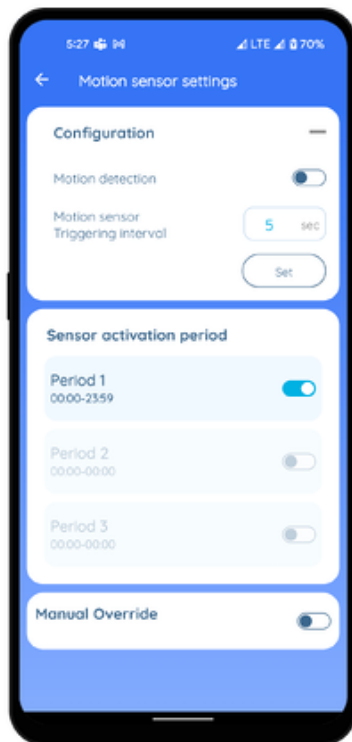 5:27 LTE 70%
Motion sensor settings
Configuration
Motion detection
Motion sensor
Triggering interval
5 sec
Set
Sensor activation period
Period 1
00:00-23:59
Period 2
00:00-00:00
Period 3
00:00-00:00
Manual Override